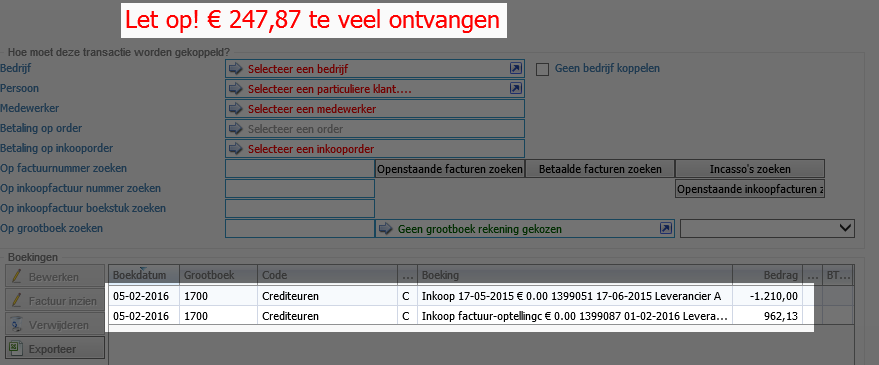 Let op! € 247,87 te veel ontvangen
Hoe moet deze transactie worden gekoppeld?
Bedrijf Selecteer een bedrijf Geen bedrijf koppelen
Persoon Selecteer een particuliere klant....
Medewerker Selecteer een medewerker
Betaling op order Selecteer een order
Betaling op inkooporder Selecteer een inkooporder
Op factuurnummer zoeken Openstaande facturen zoeken Betaalde facturen zoeken Incasso's zoeken
Op inkoopfactuur nummer zoeken Openstaande inkoopfacturen z
Op inkoopfactuur boekstuk zoeken
Op grootboek zoeken Geen grootboek rekening gekozen
Boekingen
Bewerken Boekdatum Grootboek Code ... Boeking Bedrag ... BT...
Factuur inzien 05-02-2016 1700 Crediteuren C Inkoop 17-05-2015 € 0.00 1399051 17-06-2015 Leverancier A -1.210,00
Verwijderen 05-02-2016 1700 Crediteuren C Inkoop factuur-optellingc € 0.00 1399087 01-02-2016 Levera... 962,13
Exporteer